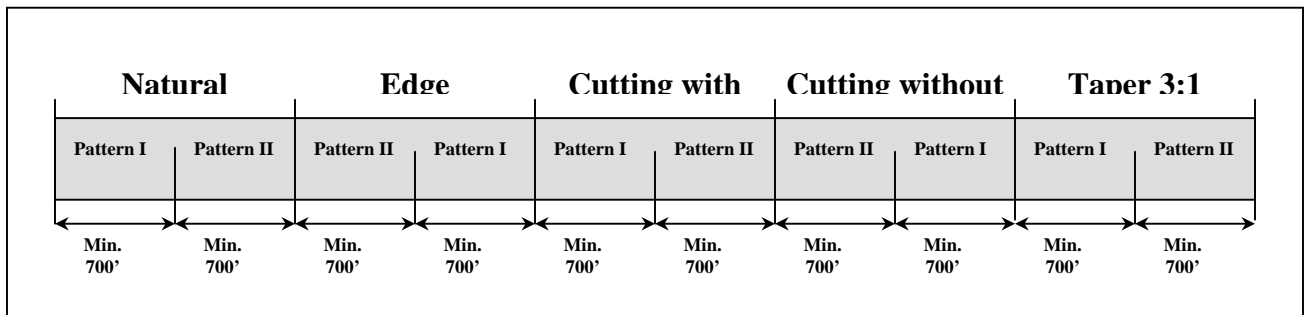 Natural Edge Cutting with Cutting without Taper 3:1
Pattern I Pattern II Pattern II Pattern I Pattern I Pattern II Pattern II Pattern I Pattern I Pattern II
Min. Min. Min. Min. Min. Min. Min. Min. Min. Min.
700’ 700’ 700’ 700’ 700’ 700’ 700’ 700’ 700’ 700’